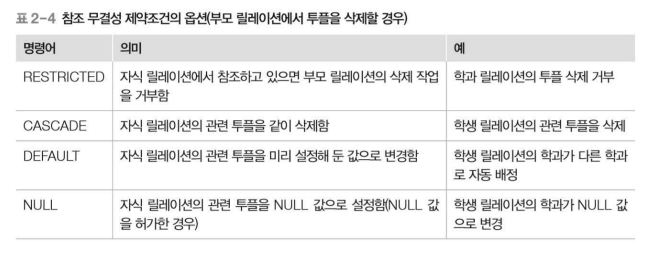 표 2-4 참조 무결성 제약조건의 옵션(부모 릴레이션에서 투플을 삭제할 경우)
명령어 의미 예
RESTRICTED 자식 릴레이션에서 참조하고 있으면 부모 릴레이션의 삭제 작업 학과 릴레이션의 투플 삭제 거부
을 거부함
CASCADE 자식 릴레이션의 관련 투플을 같이 삭제함 학생 릴레이션의 관련 투플을 삭제
DEFAULT 자식 릴레이션의 관련 투플을 미리 설정해 둔 값으로 변경함 학생 릴레이션의 학과가 다른 학과
로 자동 배정
NULL 자식 릴레이션의 관련 투플을 NULL 값으로 설정함(NULL 값 학생 릴레이션의 학과가 NULL 값
을 허가한 경우) 으로 변경